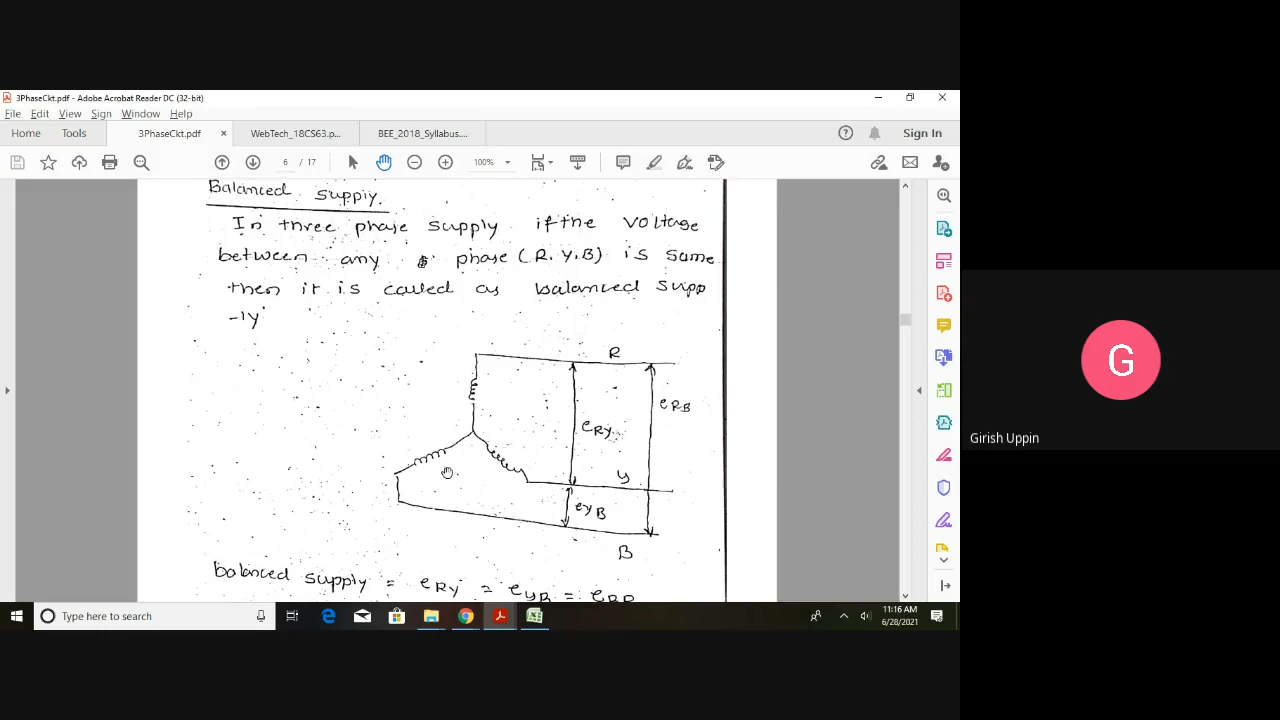 3PhaseCkt.pdf - Adobe Acrobat Reader DC (32-bit)
File Edit View Sign Window Help
Home Tools 3PhaseCkt.pdf × WebTech_18CS63.p... BEE_2018_Syllabus.... Sign In
6 / 17 100%
Balanced supply.
In three phase supply if the voltage
between any phase (R, Y, B) is same
then it is called as balanced supp
-ly
R
eRB
eRY
Y
eYB
B
balanced supply = eRY = eYB = eRB
G
Girish Uppin
Type here to search
11:16 AM
6/28/2021